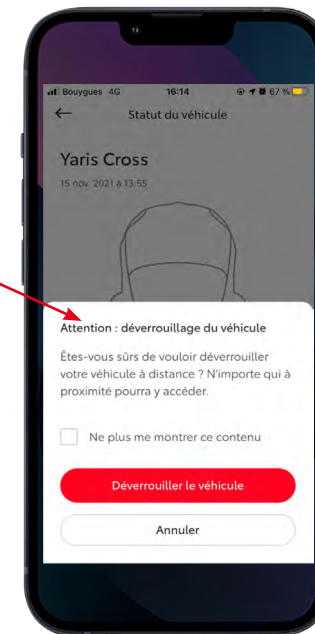 Bouygues 4G 16:14 67 %
Statut du véhicule
Yaris Cross
15 nov. 2021 à 13:55
Attention : déverrouillage du véhicule
Êtes-vous sûrs de vouloir déverrouiller
votre véhicule à distance ? N'importe qui à
proximité pourra y accéder.
Ne plus me montrer ce contenu
Déverrouiller le véhicule
Annuler